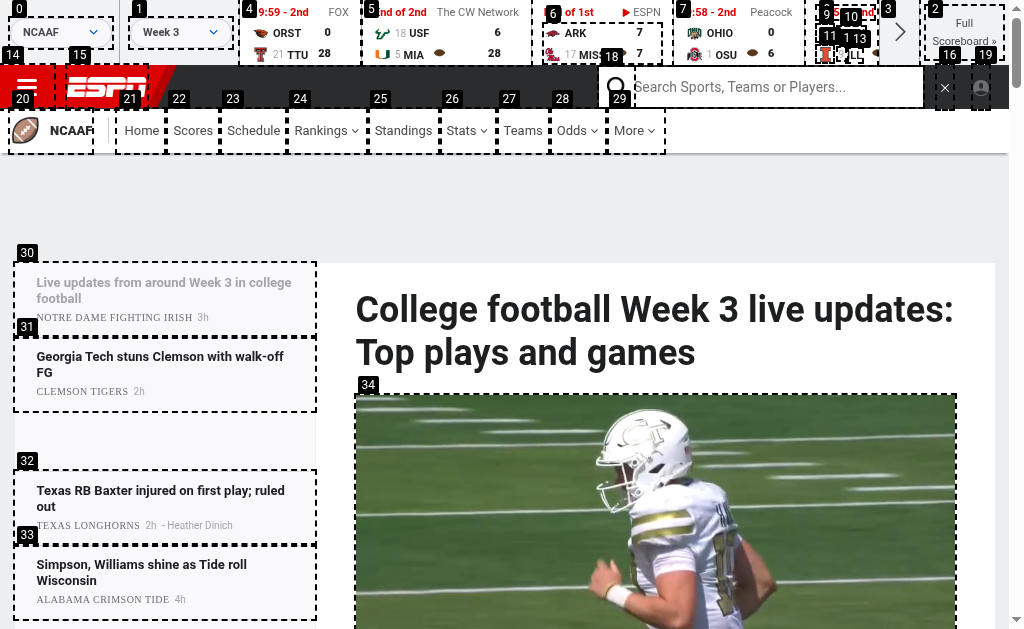 0
1
4
5
6
7
9
10
3
2
NCAAF
Week 3
9:59 - 2nd FOX
ORST 0
21 TTU 28
End of 2nd The CW Network
18 USF 6
5 MIA 28
of 1st ESPN
ARK 7
17 MISS 7
:58 - 2nd Peacock
OHIO 0
1 OSU 6
11
13
Full
Scoreboard »
14
15
18
16
19
ESPN
Search Sports, Teams or Players...
20
21
22
23
24
25
26
27
28
29
NCAAF
Home
Scores
Schedule
Rankings
Standings
Stats
Teams
Odds
More
30
Live updates from around Week 3 in college
football
NOTRE DAME FIGHTING IRISH 3h
31
Georgia Tech stuns Clemson with walk-off
FG
CLEMSON TIGERS 2h
32
Texas RB Baxter injured on first play; ruled
out
TEXAS LONGHORNS 2h - Heather Dinich
33
Simpson, Williams shine as Tide roll
Wisconsin
ALABAMA CRIMSON TIDE 4h
College football Week 3 live updates:
Top plays and games
34